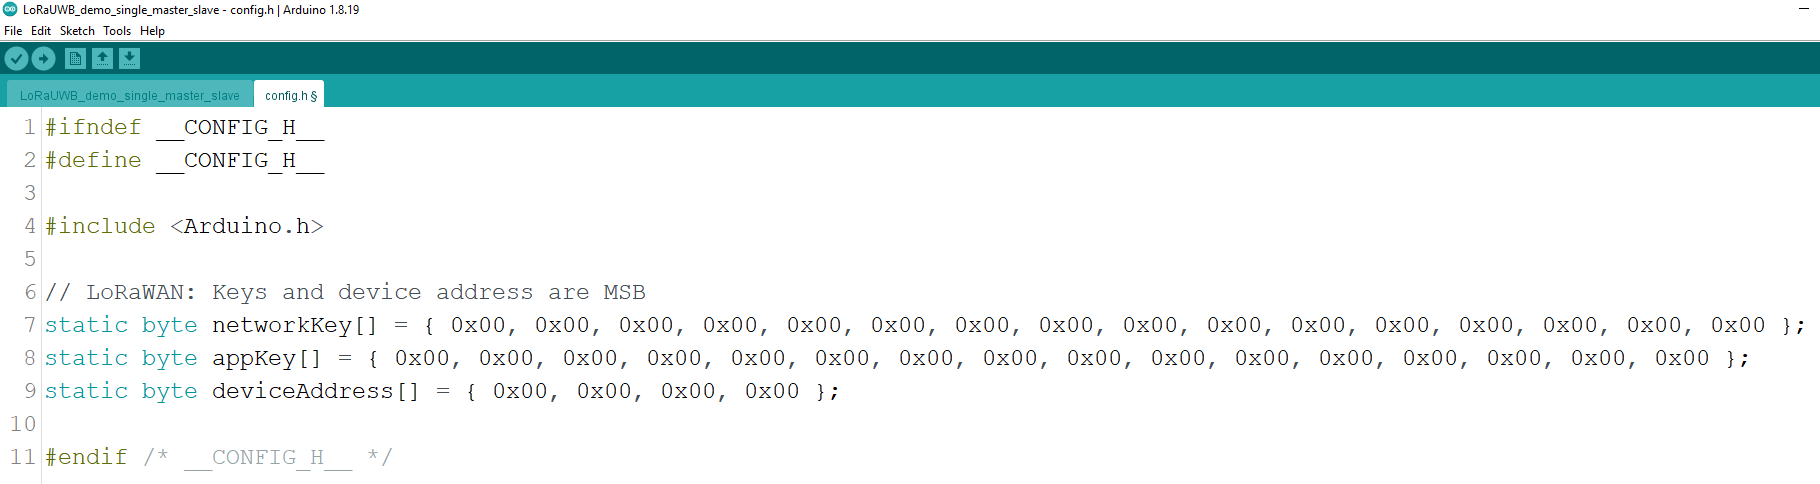 LoRaUWB_demo_single_master_slave - config.h | Arduino 1.8.19
File Edit Sketch Tools Help
LoRaUWB_demo_single_master_slave config.h §
1 #ifndef __CONFIG_H__
2 #define __CONFIG_H__
3
4 #include <Arduino.h>
5
6 // LoRaWAN: Keys and device address are MSB
7 static byte networkKey[] = { 0x00, 0x00, 0x00, 0x00, 0x00, 0x00, 0x00, 0x00, 0x00, 0x00, 0x00, 0x00, 0x00, 0x00, 0x00, 0x00 };
8 static byte appKey[] = { 0x00, 0x00, 0x00, 0x00, 0x00, 0x00, 0x00, 0x00, 0x00, 0x00, 0x00, 0x00, 0x00, 0x00, 0x00, 0x00 };
9 static byte deviceAddress[] = { 0x00, 0x00, 0x00, 0x00 };
10
11 #endif /* __CONFIG_H__ */